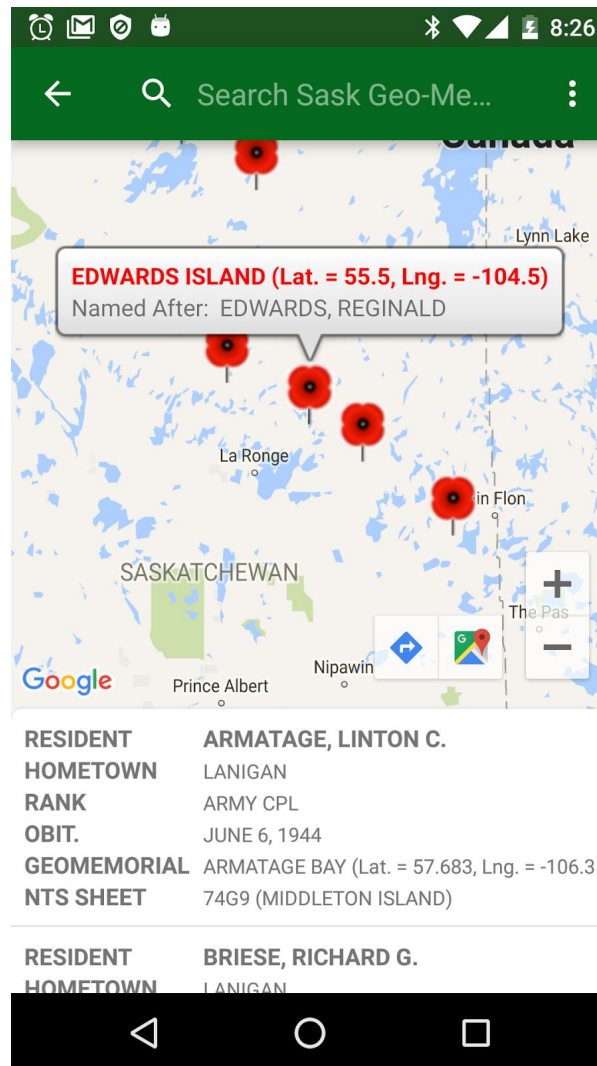 8:26
Search Sask Geo-Me...
Canada
Lynn Lake
EDWARDS ISLAND (Lat. = 55.5, Lng. = -104.5)
Named After: EDWARDS, REGINALD
La Ronge
in Flon
SASKATCHEWAN
The Pas
Nipawin
Google
Prince Albert
RESIDENT ARMATAGE, LINTON C.
HOMETOWN LANIGAN
RANK ARMY CPL
OBIT. JUNE 6, 1944
GEOMEMORIAL ARMATAGE BAY (Lat. = 57.683, Lng. = -106.3
NTS SHEET 74G9 (MIDDLETON ISLAND)
RESIDENT BRIESE, RICHARD G.
HOMETOWN LANIGAN